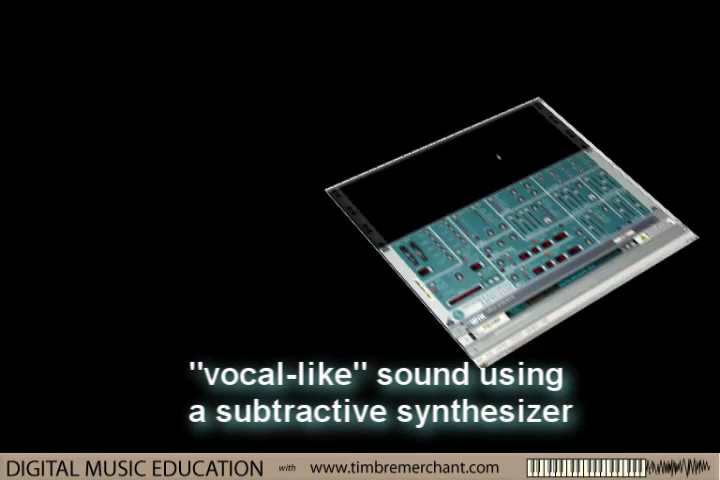 "vocal-like" sound using
a subtractive synthesizer
DIGITAL MUSIC EDUCATION with www.timbremerchant.com